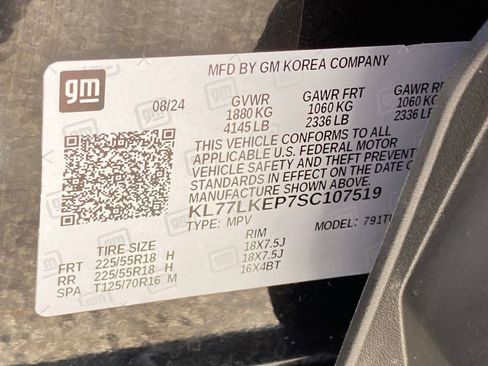 gm
MFD BY GM KOREA COMPANY
08/24 GVWR GAWR FRT GAWR RR
1880 KG 1060 KG 1060 KG
4145 LB 2336 LB 2336 LB
THIS VEHICLE CONFORMS TO ALL
APPLICABLE U.S. FEDERAL MOTOR
VEHICLE SAFETY AND THEFT PREVENT
STANDARDS IN EFFECT ON THE DATE O
MANUFACTURE SHOWN ABOVE.
KL77LKEP7SC107519
TYPE: MPV MODEL: 791T
TIRE SIZE RIM
FRT 225/55R18 H 18X7.5J
RR 225/55R18 H 18X7.5J
SPA T125/70R16 M 16X4BT